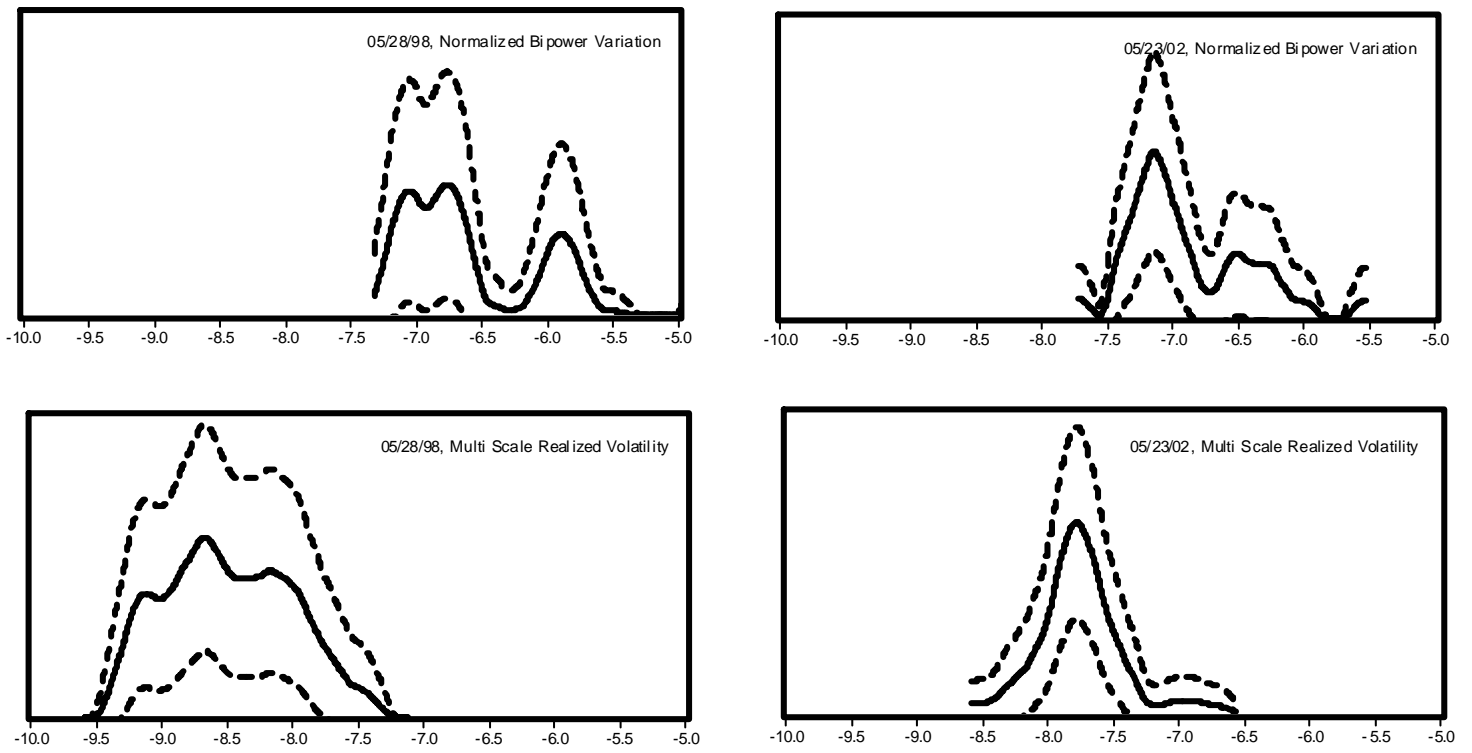 05/28/98, Normalized Bipower Variation
-10.0 -9.5 -9.0 -8.5 -8.0 -7.5 -7.0 -6.5 -6.0 -5.5 -5.0
05/23/02, Normalized Bipower Variation
-10.0 -9.5 -9.0 -8.5 -8.0 -7.5 -7.0 -6.5 -6.0 -5.5 -5.0
05/28/98, Multi Scale Realized Volatility
-10.0 -9.5 -9.0 -8.5 -8.0 -7.5 -7.0 -6.5 -6.0 -5.5 -5.0
05/23/02, Multi Scale Realized Volatility
-10.0 -9.5 -9.0 -8.5 -8.0 -7.5 -7.0 -6.5 -6.0 -5.5 -5.0